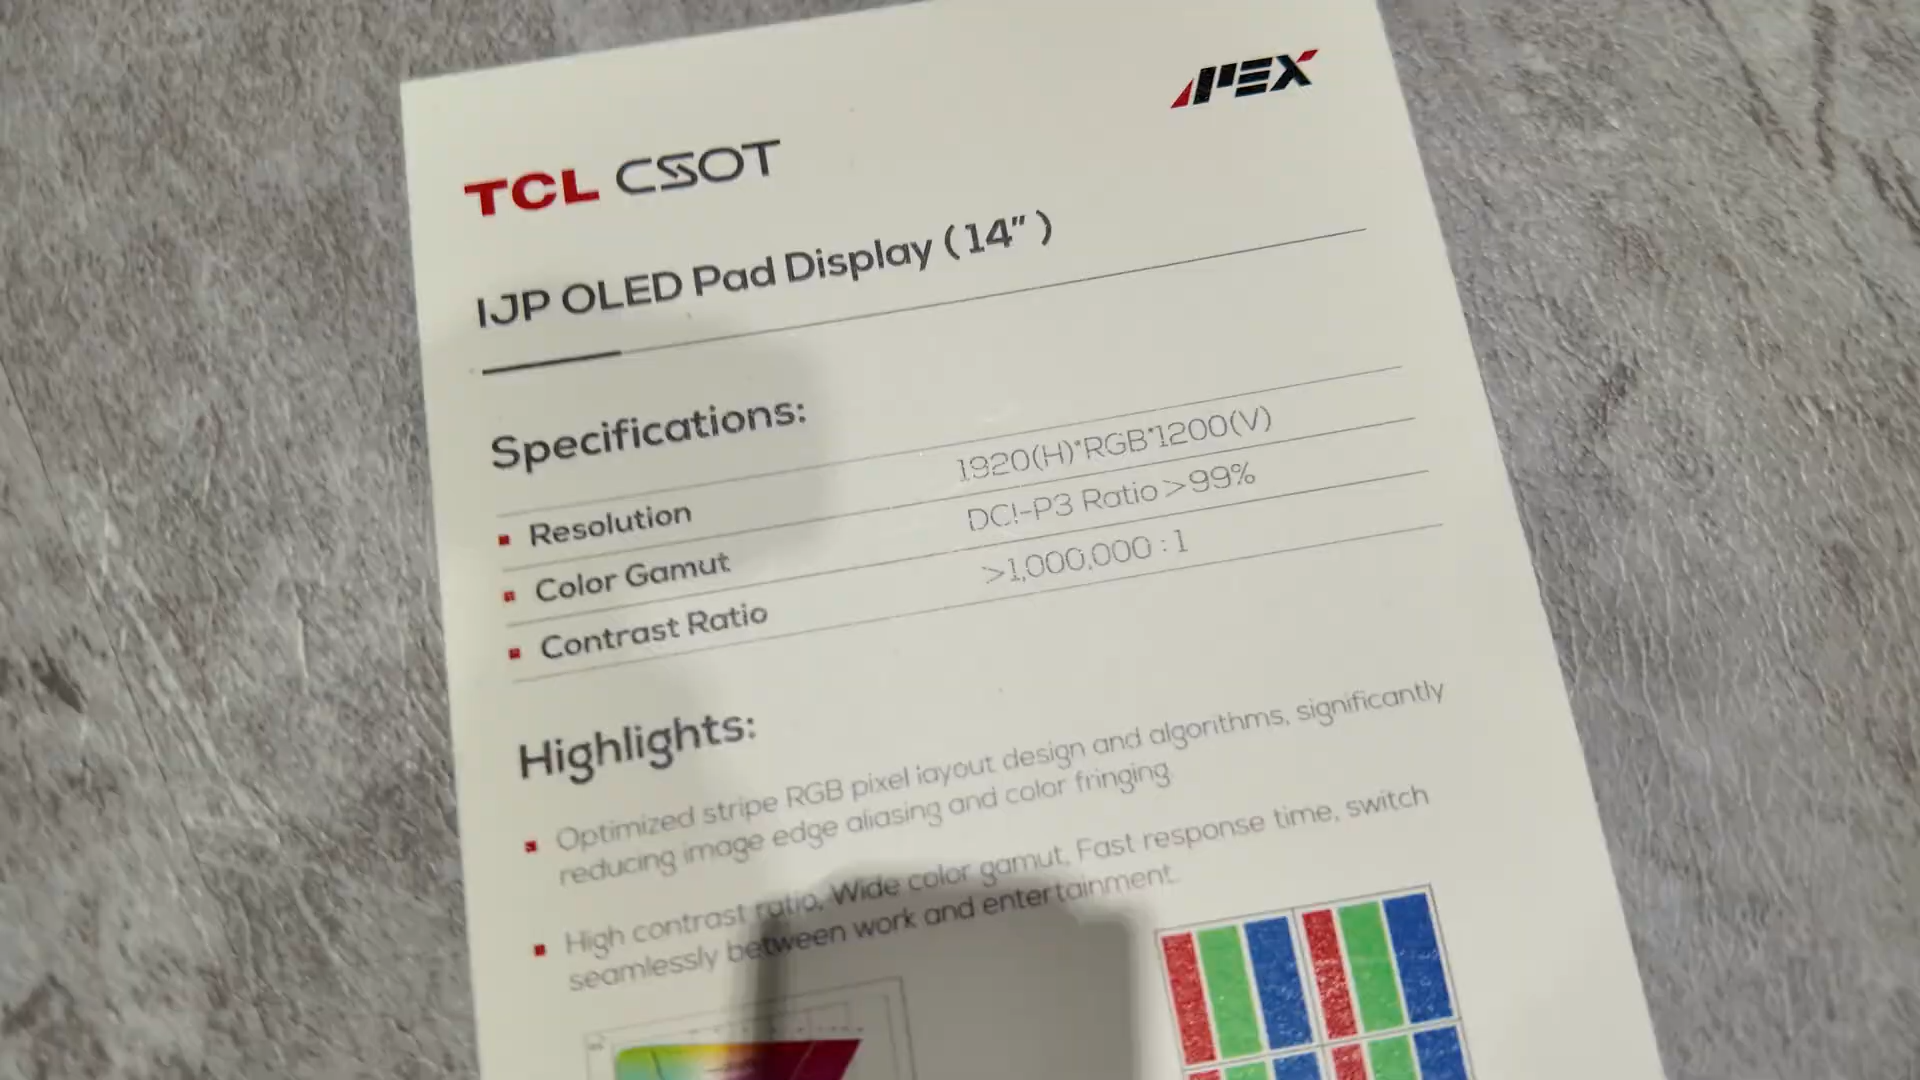 APEX
TCL CSOT
IJP OLED Pad Display (14")
Specifications:
Resolution 1920(H)*RGB*1200(V)
Color Gamut DCI-P3 Ratio>99%
Contrast Ratio >1,000,000 : 1
Highlights:
Optimized stripe RGB pixel layout design and algorithms, significantly
reducing image edge aliasing and color fringing
High contrast ratio, Wide color gamut, Fast response time, switch
seamlessly between work and entertainment.